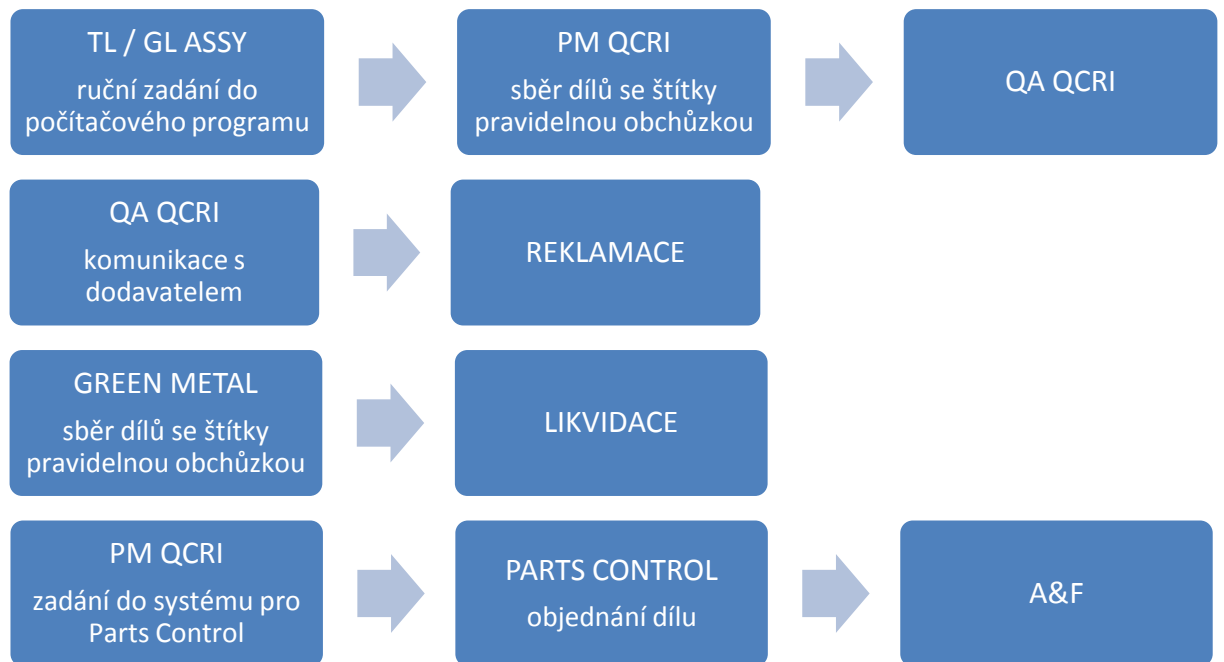 TL / GL ASSY
ruční zadání do
počítačového programu
PM QCRI
sběr dílů se štítky
pravidelnou obchůzkou
QA QCRI
QA QCRI
komunikace s
dodavatelem
REKLAMACE
GREEN METAL
sběr dílů se štítky
pravidelnou obchůzkou
LIKVIDACE
PM QCRI
zadání do systému pro
Parts Control
PARTS CONTROL
objednání dílu
A&F